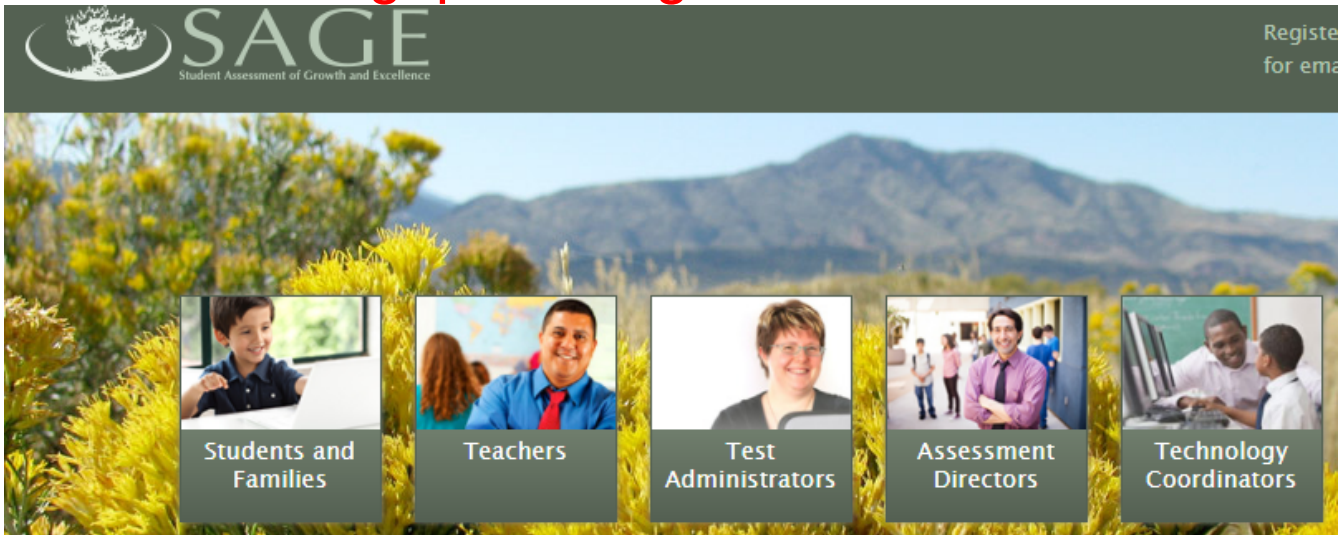 SAGE
Student Assessment of Growth and Excellence
Registe
for ema
Students and
Families
Teachers
Test
Administrators
Assessment
Directors
Technology
Coordinators